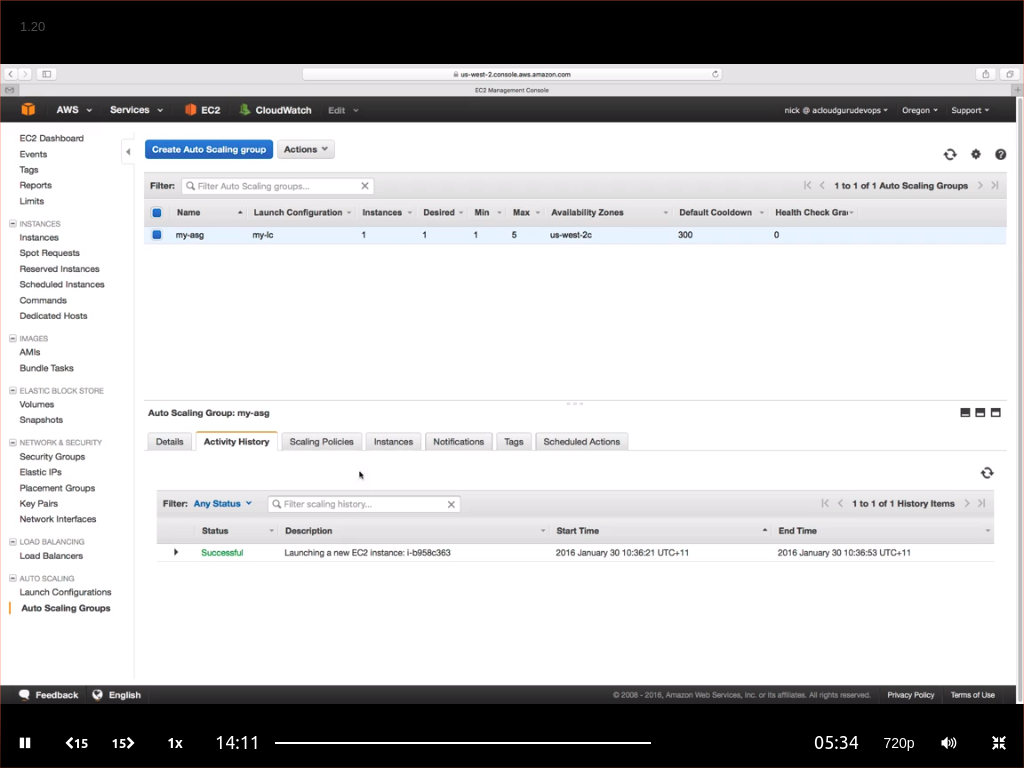 1.20
us-west-2.console.aws.amazon.com
EC2 Management Console
AWS Services EC2 CloudWatch Edit nick @ acloudgurudevops Oregon Support
EC2 Dashboard
Events
Tags
Reports
Limits
INSTANCES
Instances
Spot Requests
Reserved Instances
Scheduled Instances
Commands
Dedicated Hosts
IMAGES
AMIs
Bundle Tasks
ELASTIC BLOCK STORE
Volumes
Snapshots
NETWORK & SECURITY
Security Groups
Elastic IPs
Placement Groups
Key Pairs
Network Interfaces
LOAD BALANCING
Load Balancers
AUTO SCALING
Launch Configurations
Auto Scaling Groups
Create Auto Scaling group Actions
Filter: Filter Auto Scaling groups... 1 to 1 of 1 Auto Scaling Groups
Name Launch Configuration Instances Desired Min Max Availability Zones Default Cooldown Health Check Gra
my-asg my-lc 1 1 1 5 us-west-2c 300 0
Auto Scaling Group: my-asg
Details Activity History Scaling Policies Instances Notifications Tags Scheduled Actions
Filter: Any Status Filter scaling history... 1 to 1 of 1 History Items
Status Description Start Time End Time
Successful Launching a new EC2 instance: i-b958c363 2016 January 30 10:36:21 UTC+11 2016 January 30 10:36:53 UTC+11
Feedback English © 2008 - 2016, Amazon Web Services, Inc. or its affiliates. All rights reserved. Privacy Policy Terms of Use
15 15 1x 14:11 05:34 720p